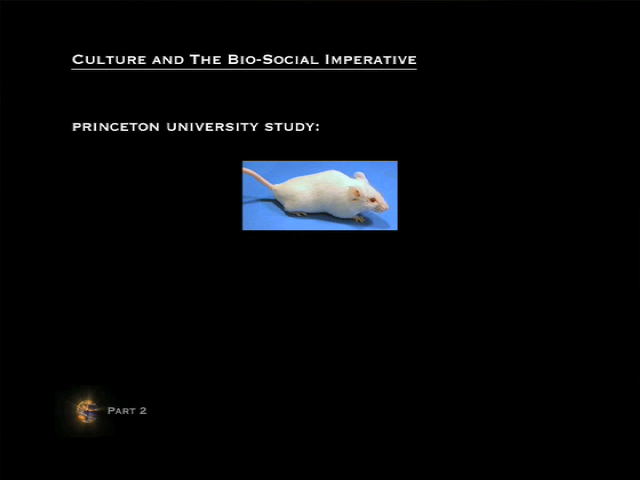 Culture and The Bio-Social Imperative
Princeton University Study:
Part 2